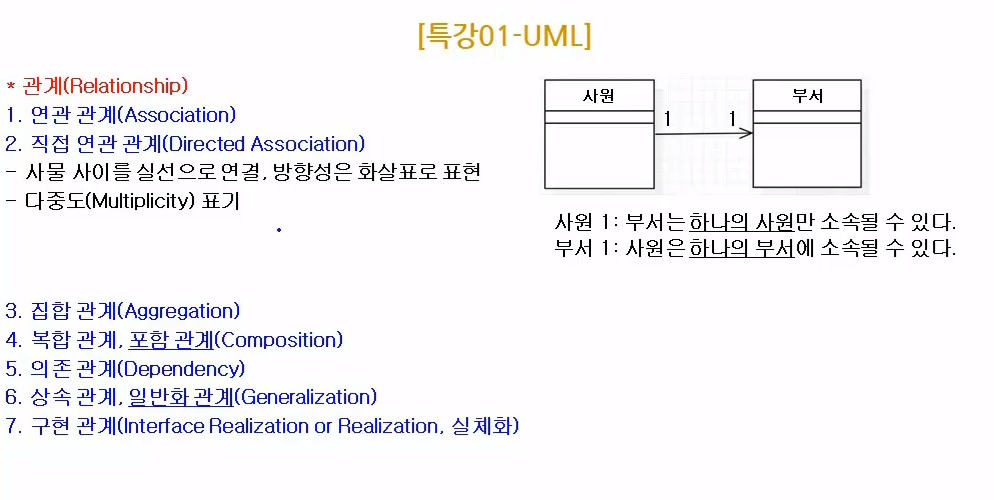 [특강01-UML]
* 관계(Relationship)
1. 연관 관계(Association)
2. 직접 연관 관계(Directed Association)
- 사물 사이를 실선으로 연결, 방향성은 화살표로 표현
- 다중도(Multiplicity) 표기
사원
부서
1
1
사원 1: 부서는 하나의 사원만 소속될 수 있다.
부서 1: 사원은 하나의 부서에 소속될 수 있다.
3. 집합 관계(Aggregation)
4. 복합 관계, 포함 관계(Composition)
5. 의존 관계(Dependency)
6. 상속 관계, 일반화 관계(Generalization)
7. 구현 관계(Interface Realization or Realization, 실체화)